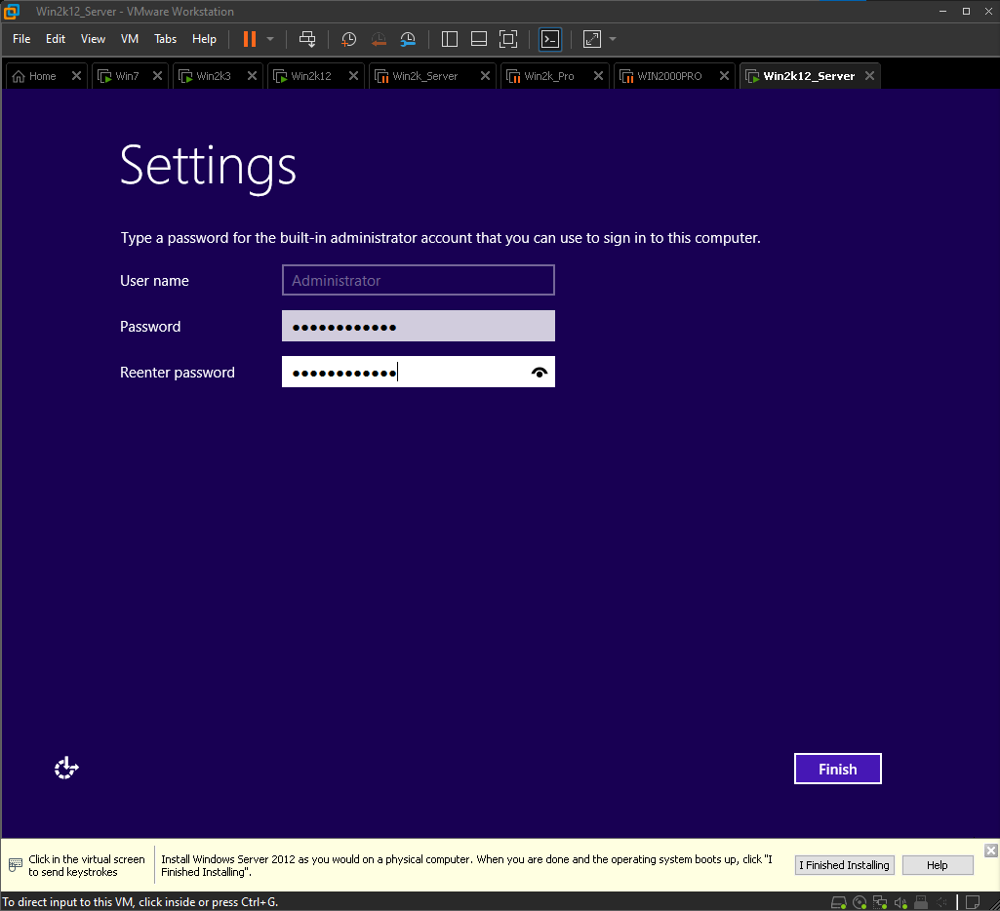 Win2k12_Server - VMware Workstation
File Edit View VM Tabs Help
Home Win7 Win2k3 Win2k12 Win2k_Server Win2k_Pro WIN2000PRO Win2k12_Server
Settings
Type a password for the built-in administrator account that you can use to sign in to this computer.
User name Administrator
Password ●●●●●●●●●●●●
Reenter password ●●●●●●●●●●●●
Finish
Click in the virtual screen
to send keystrokes
Install Windows Server 2012 as you would on a physical computer. When you are done and the operating system boots up, click "I
Finished Installing".
I Finished Installing Help
To direct input to this VM, click inside or press Ctrl+G.